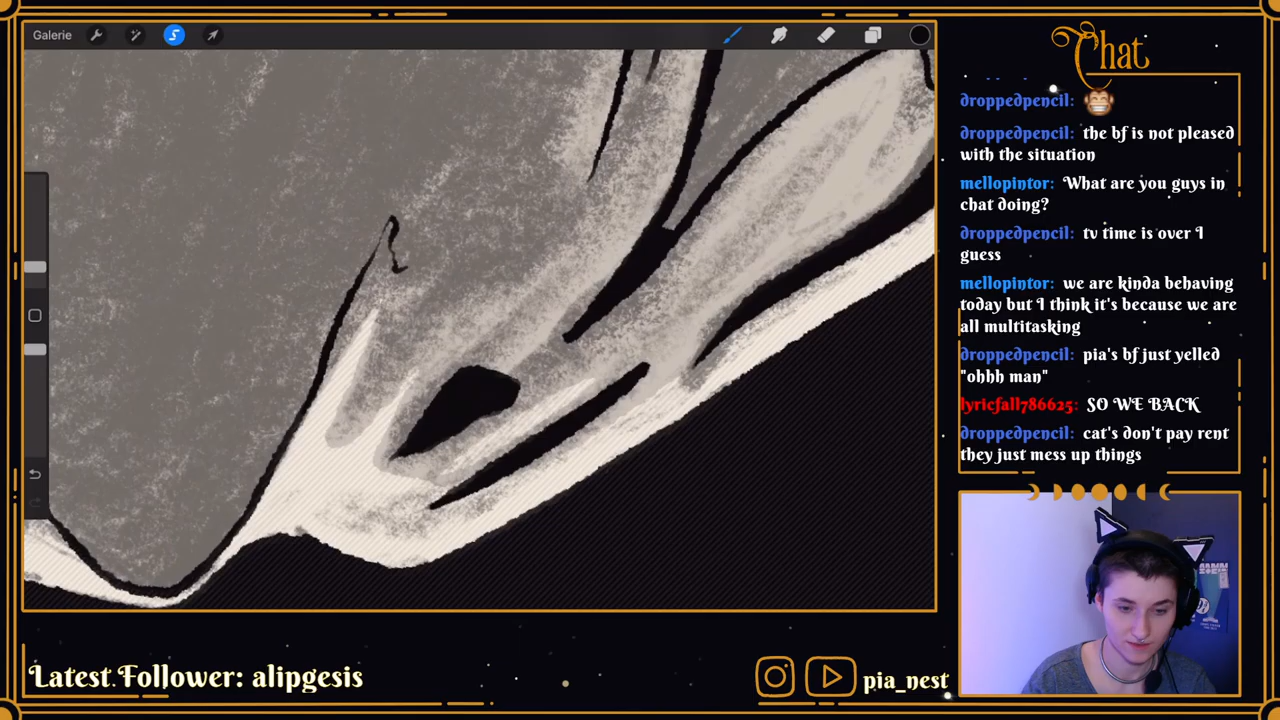 Galerie
Chat
droppedpencil:
droppedpencil: the bf is not pleased
with the situation
mellopintor: What are you guys in
chat doing?
droppedpencil: tv time is over I
guess
mellopintor: we are kinda behaving
today but I think it's because we are
all multitasking
droppedpencil: pia's bf just yelled
"ohhh man"
lyricfall786625: SO WE BACK
droppedpencil: cat's don't pay rent
they just mess up things
Latest Follower: alipgesis
pia_nest